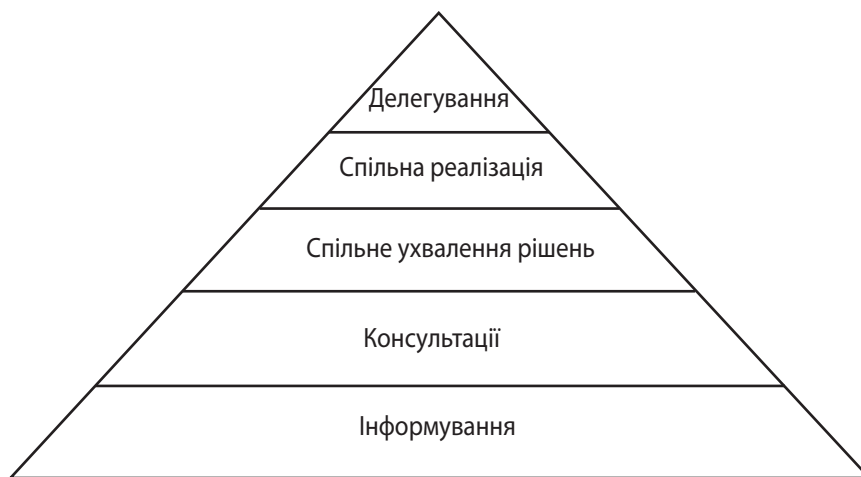 Делегування
Спільна реалізація
Спільне ухвалення рішень
Консультації
Інформування